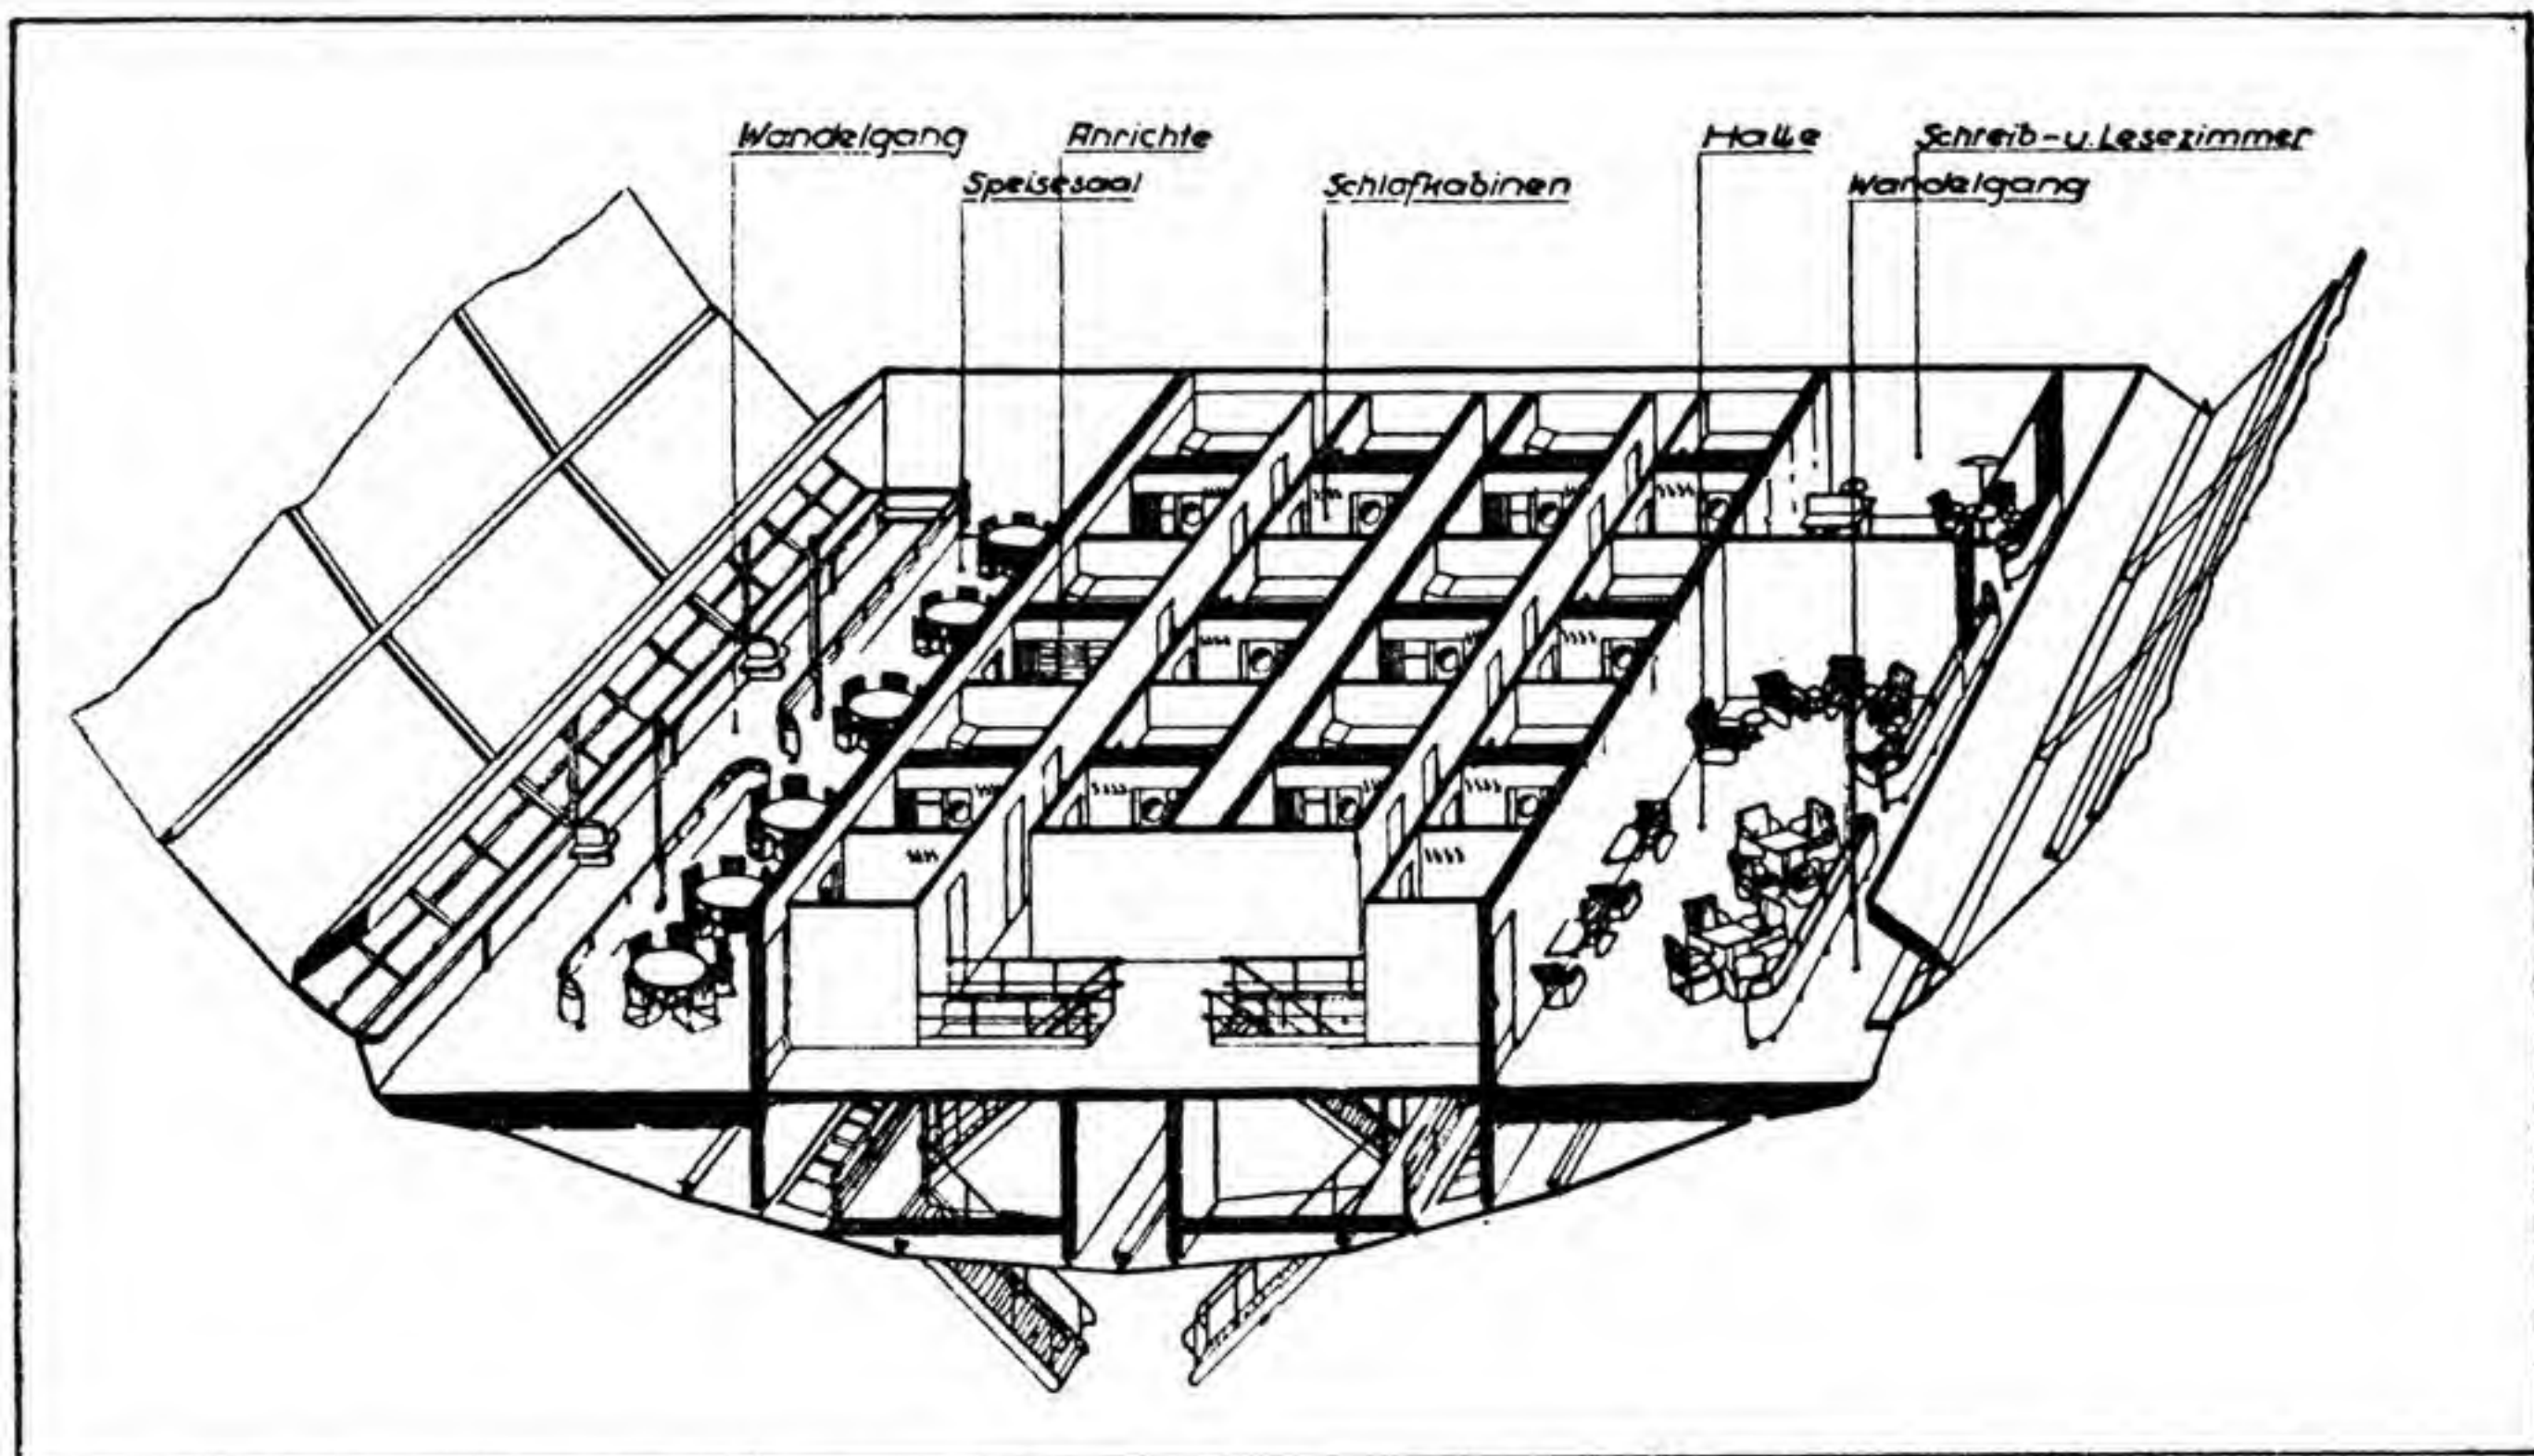 Wandelgang
Anrichte
Halle
Schreib-u. Lesezimmer
Speisesaal
Schlafkabinen
Wandelgang